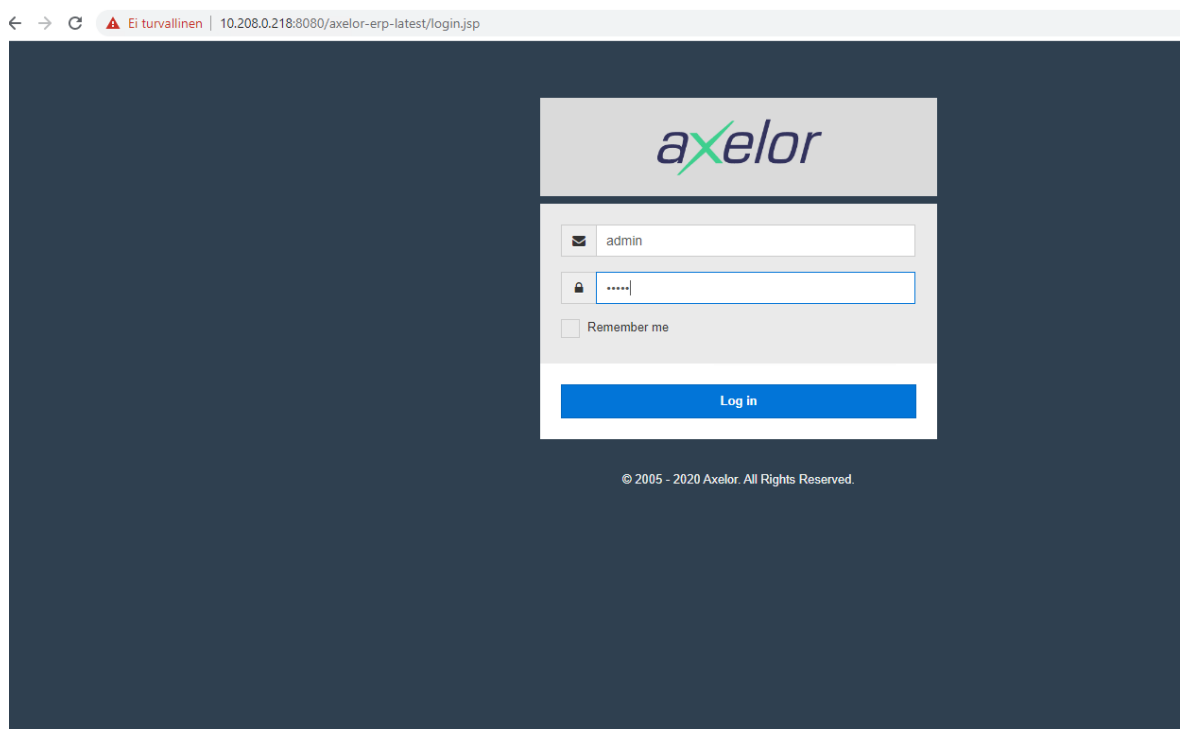 Ei turvallinen | 10.208.0.218:8080/axelor-erp-latest/login.jsp
axelor
admin
•••••
Remember me
Log in
© 2005 - 2020 Axelor. All Rights Reserved.